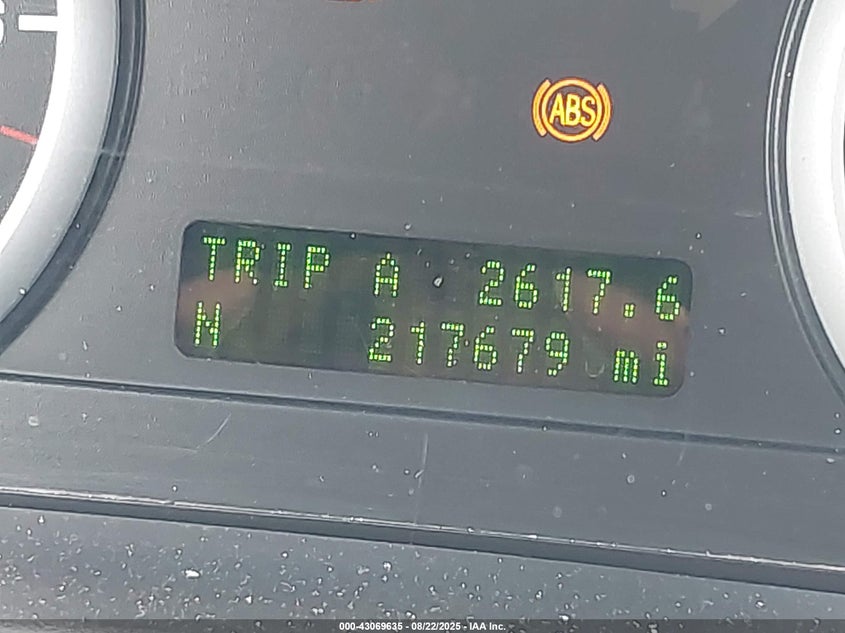 ABS
TRIP A 2617.6
N 217679 mi
000-43069635 - 08/22/2025 - IAA Inc.